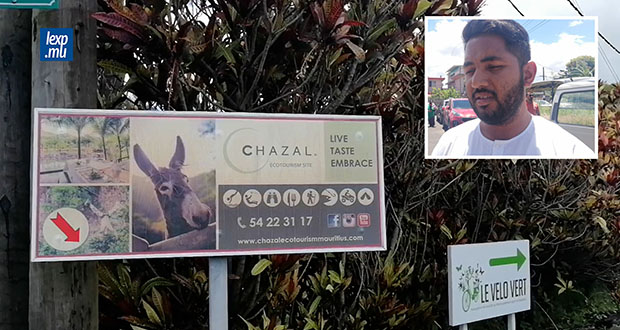 lexp.mu
CHAZAL.
ECOTOURISM SITE
LIVE
TASTE
EMBRACE
54 22 31 17
www.chazalecotourismmauritius.com
LE VELO VERT